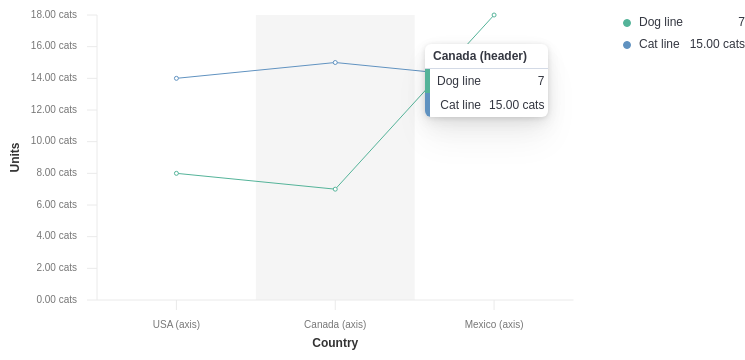 18.00 cats
16.00 cats
14.00 cats
12.00 cats
10.00 cats
8.00 cats
6.00 cats
4.00 cats
2.00 cats
0.00 cats
Units
USA (axis)
Canada (axis)
Mexico (axis)
Country
Canada (header)
Dog line 7
Cat line 15.00 cats
Dog line 7
Cat line 15.00 cats